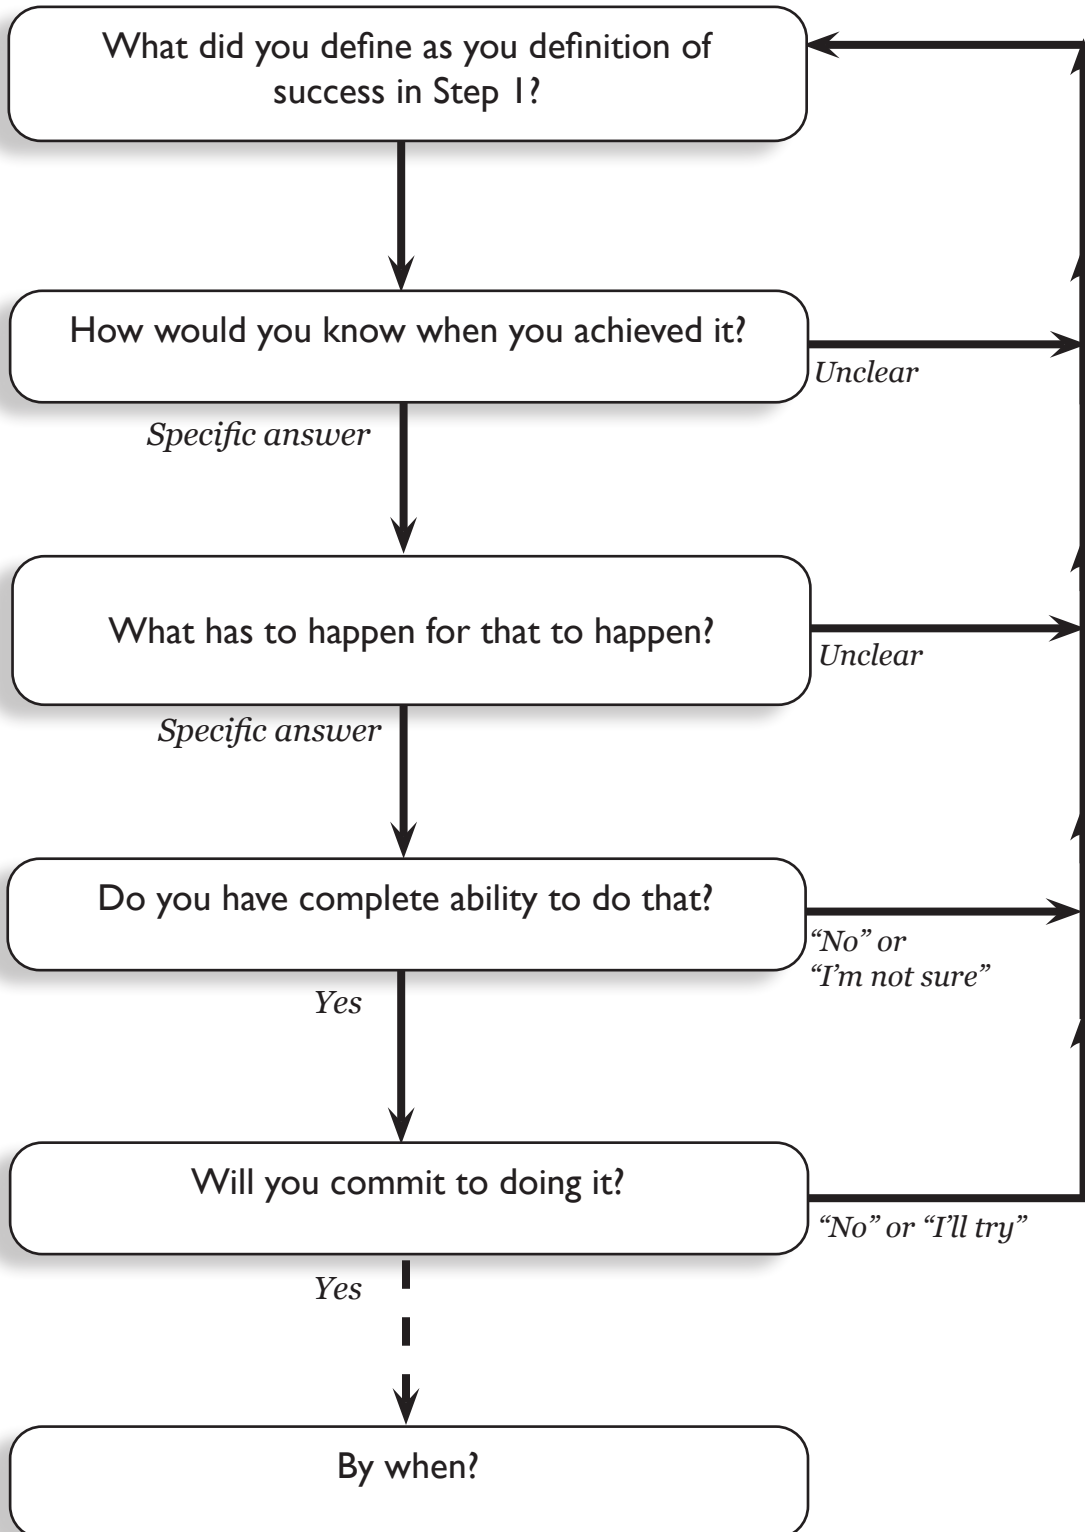 What did you define as you definition of
success in Step 1?
How would you know when you achieved it?
Unclear
Specific answer
What has to happen for that to happen?
Unclear
Specific answer
Do you have complete ability to do that?
“No” or
“I’m not sure”
Yes
Will you commit to doing it?
“No” or “I’ll try”
Yes
By when?